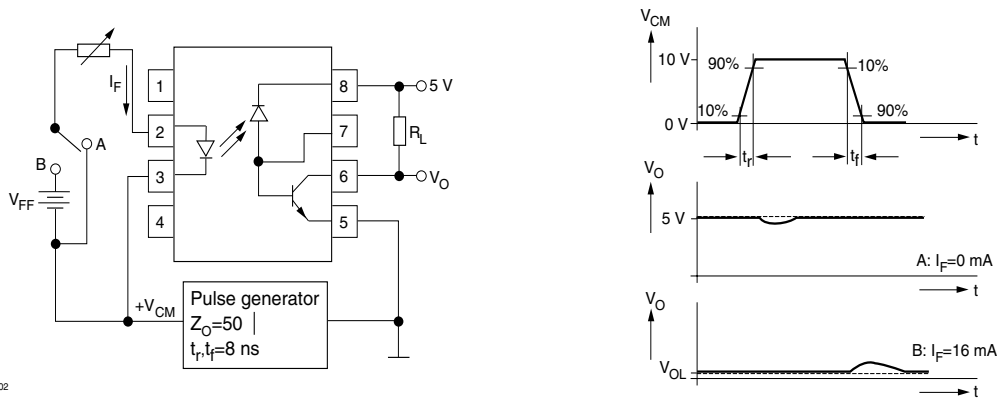 I_F
A
B
V_FF
1
2
3
4
8
7
6
5
5 V
R_L
V_O
+V_CM
Pulse generator
Z_O=50 |
t_r,t_f=8 ns
02
V_CM
10 V
90%
10%
10%
90%
0 V
t
t_r
t_f
V_O
5 V
A: I_F=0 mA
t
V_O
B: I_F=16 mA
V_OL
t